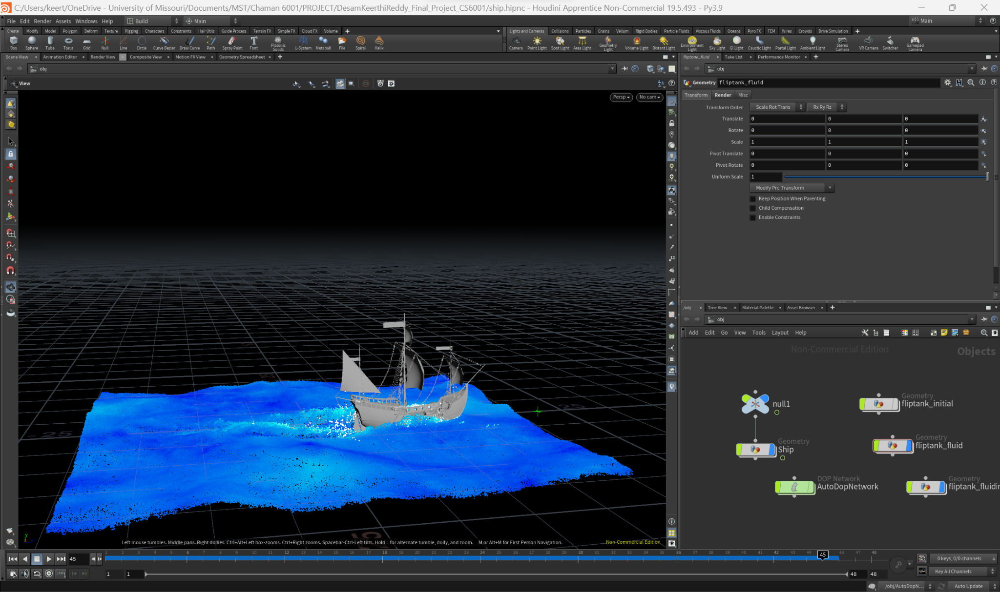 C:/Users/keert/OneDrive - University of Missouri/Documents/MST/Chaman 6001/PROJECT/DesamKeerthiReddy_Final_Project_CS6001/ship.hipnc - Houdini Apprentice Non-Commercial 19.5.493 - Py3.9
File Edit Render Assets Windows Help Build Main Main
Create Modify Model Polygon Deform Texture Rigging Characters Constraints Hair Utils Guide Process Terrain FX Simple FX Cloud FX Volume
Lights and Cameras Collisions Particles Grains Vellum Rigid Bodies Particle Fluids Viscous Fluids Oceans Pyro FX FEM Wires Crowds Drive Simulation
Box Sphere Tube Torus Grid Null Line Circle Curve Bezier Draw Curve Path Spray Paint Font Platonic Solids L-System Metaball File Spiral Helix
Camera Point Light Spot Light Area Light Geometry Light Volume Light Distant Light Environment Light Sky Light GI Light Caustic Light Portal Light Ambient Light Stereo Camera VR Camera Switcher Gamepad Camera
Scene View Animation Editor Render View Composite View Motion FX View Geometry Spreadsheet
fliptank_fluid Take List Performance Monitor
obj
obj
View
Geometry fliptank_fluid
Persp No cam
Transform Render Misc
Transform Order Scale Rot Trans Rx Ry Rz
Translate 0 0 0
Rotate 0 0 0
Scale 1 1 1
Pivot Translate 0 0 0
Pivot Rotate 0 0 0
Uniform Scale 1
Modify Pre-Transform
Keep Position When Parenting
Child Compensation
Enable Constraints
/obj Tree View Material Palette Asset Browser
obj
Add Edit Go View Tools Layout Help
Non-Commercial Edition Objects
null1
Geometry
fliptank_initial
Geometry
Ship
Geometry
fliptank_fluid
DOP Network
AutoDopNetwork
Geometry
fliptank_fluidin
12
25
-25
Left mouse tumbles. Middle pans. Right dollies. Ctrl+Alt+Left box-zooms. Ctrl+Right zooms. Spacebar-Ctrl-Left tilts. Hold L for alternate tumble, dolly, and zoom. M or Alt+M for First Person Navigation.
Non-Commercial Edition
y
45
1 2 3 4 5 6 7 8 9 10 11 12 13 14 15 16 17 18 19 20 21 22 23 24 25 26 27 28 29 30 31 32 33 34 35 36 37 38 39 40 41 42 43 44 45 46 47 48
0 keys, 0/0 channels
1 1 48 48
Key All Channels
/obj/AutoDopN... Auto Update